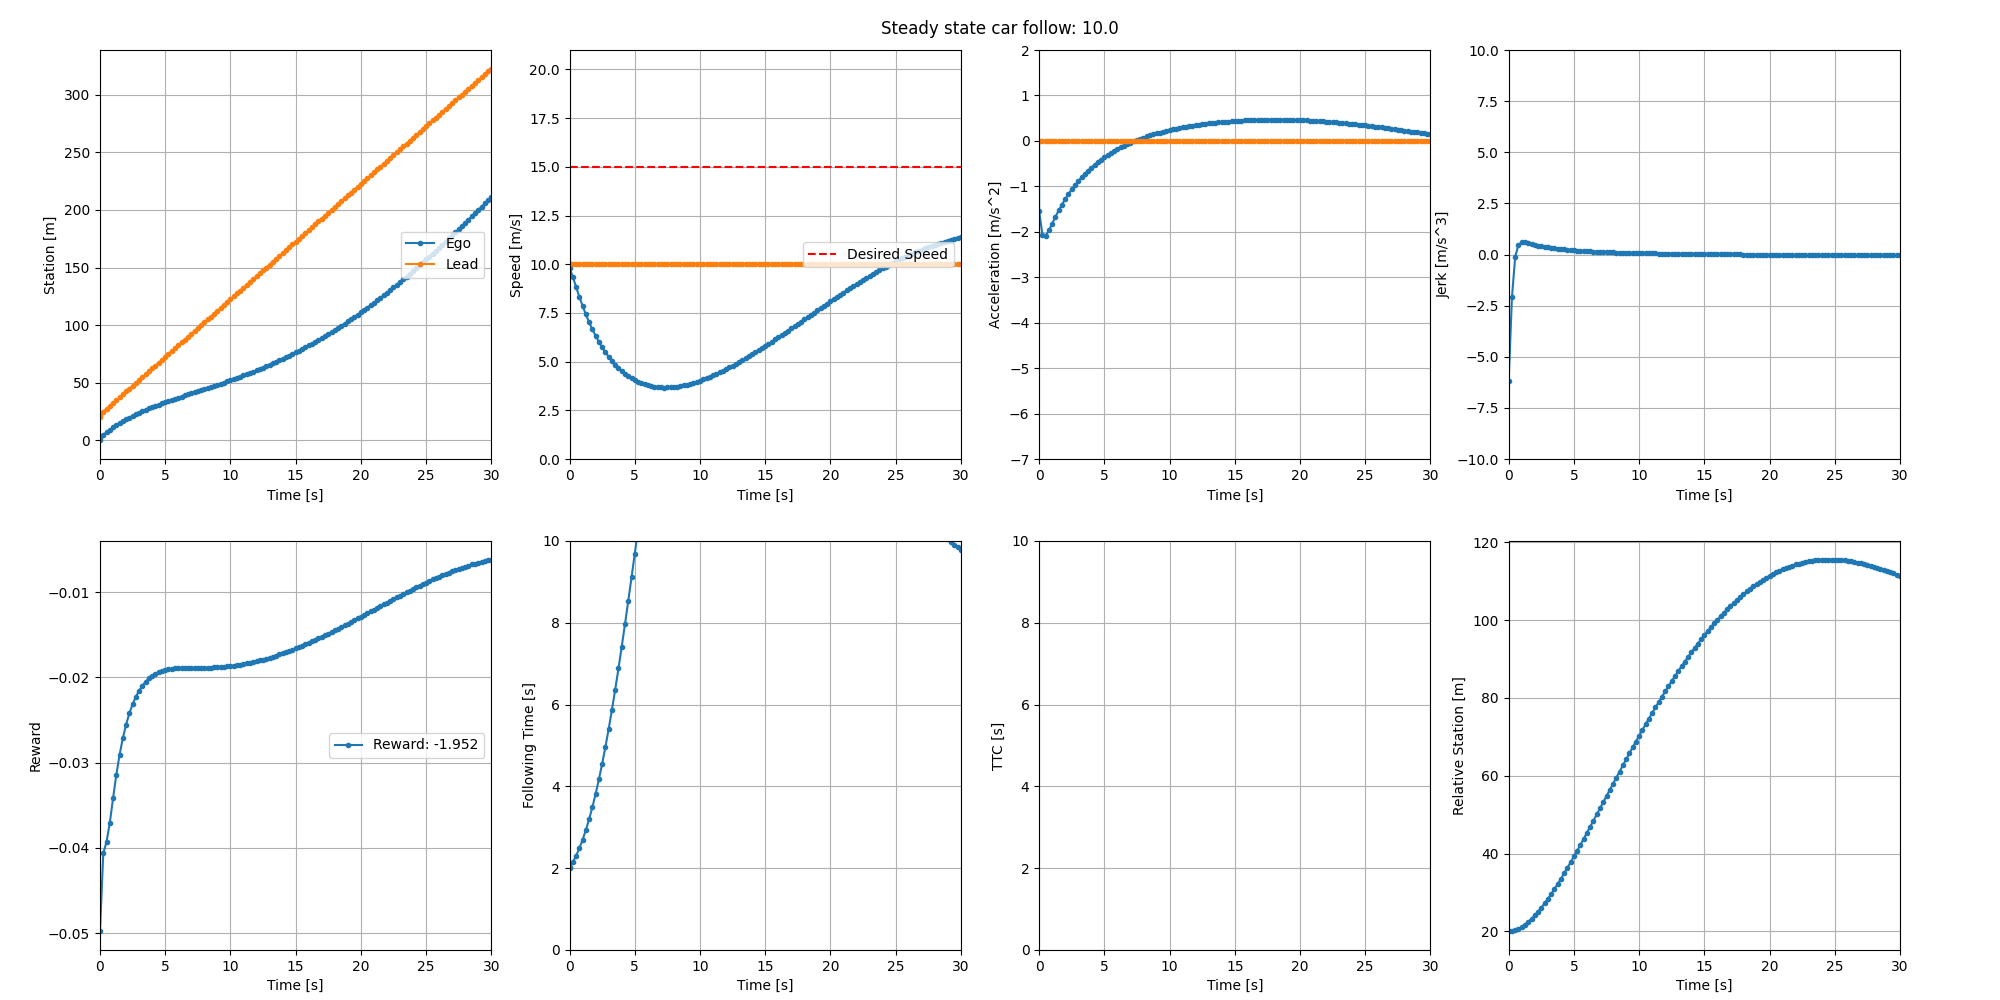 Steady state car follow: 10.0
Station [m]
300
250
200
150
100
50
0
Ego
Lead
0 5 10 15 20 25 30
Time [s]
Speed [m/s]
20.0
17.5
15.0
12.5
10.0
7.5
5.0
2.5
0.0
Desired Speed
0 5 10 15 20 25 30
Time [s]
Acceleration [m/s^2]
2
1
0
−1
−2
−3
−4
−5
−6
−7
0 5 10 15 20 25 30
Time [s]
Jerk [m/s^3]
10.0
7.5
5.0
2.5
0.0
−2.5
−5.0
−7.5
−10.0
0 5 10 15 20 25 30
Time [s]
Reward
−0.01
−0.02
−0.03
−0.04
−0.05
Reward: -1.952
0 5 10 15 20 25 30
Time [s]
Following Time [s]
10
8
6
4
2
0
0 5 10 15 20 25 30
Time [s]
TTC [s]
10
8
6
4
2
0
0 5 10 15 20 25 30
Time [s]
Relative Station [m]
120
100
80
60
40
20
0 5 10 15 20 25 30
Time [s]